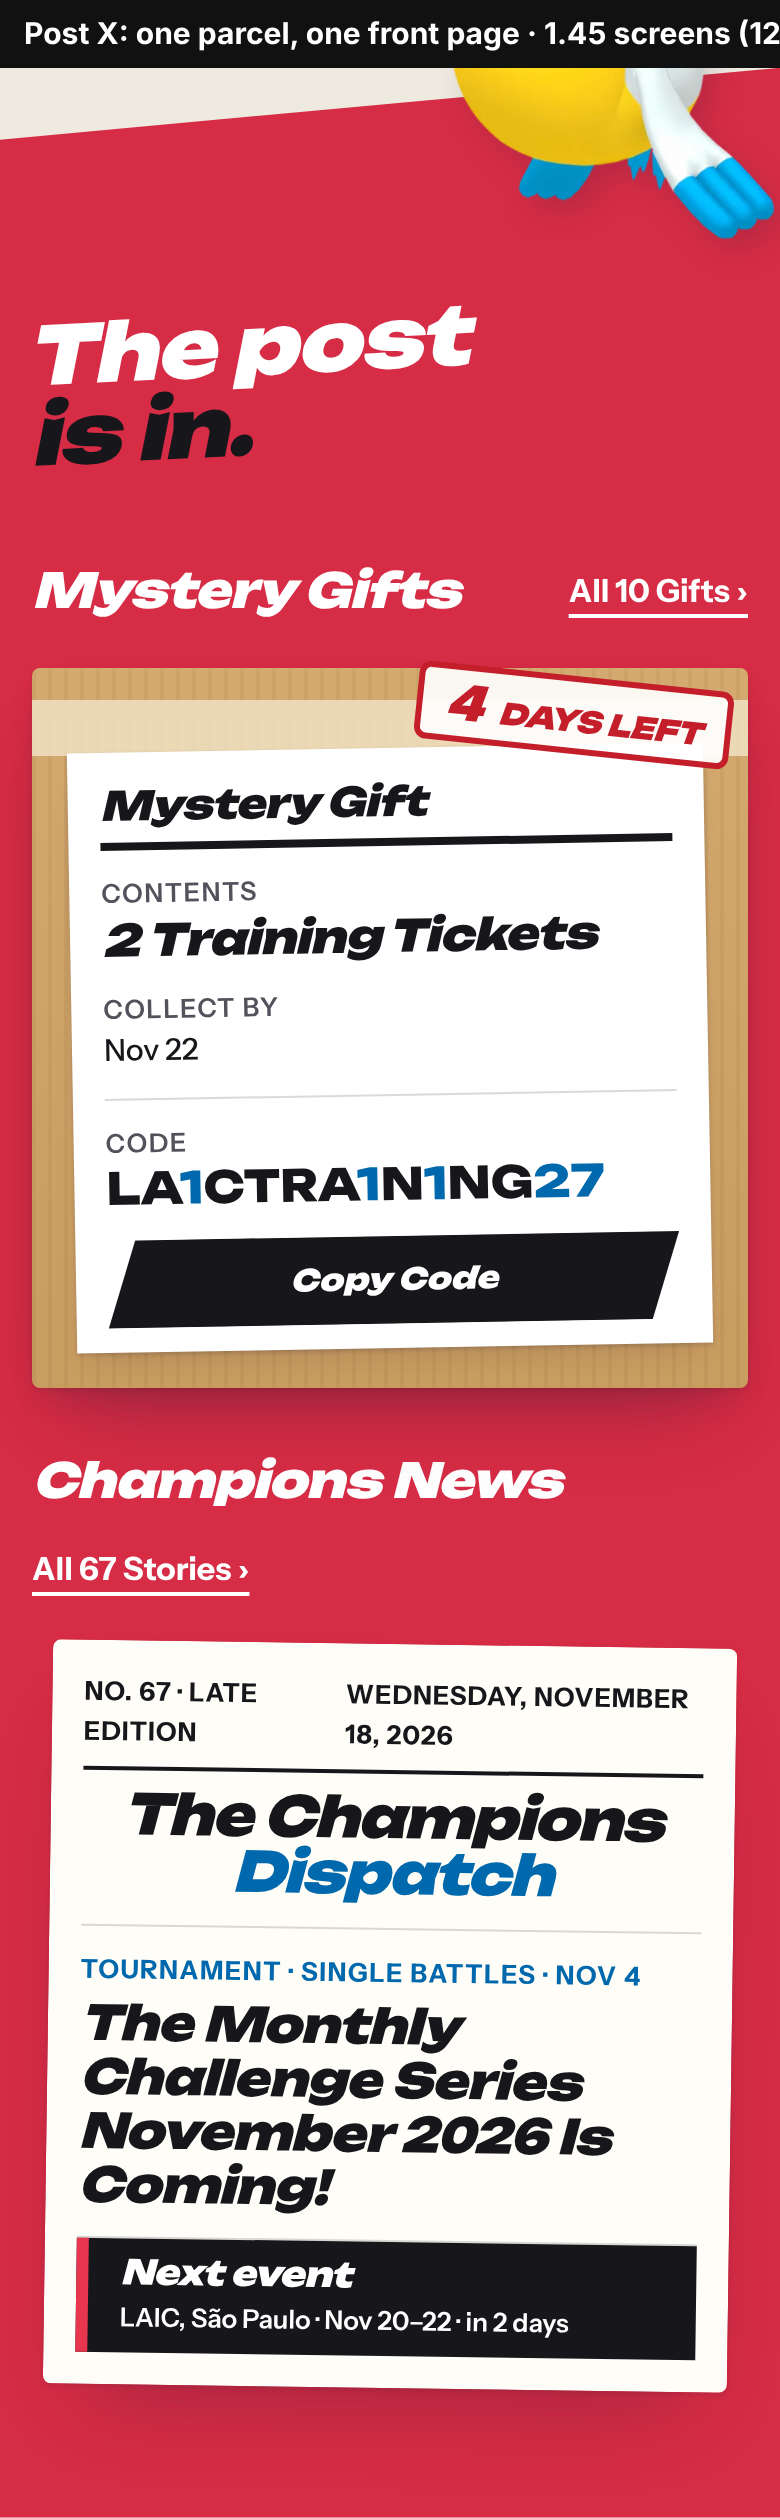 Post X: one parcel, one front page · 1.45 screens (12
The post
is in.
Mystery Gifts
All 10 Gifts ›
4 DAYS LEFT
Mystery Gift
CONTENTS
2 Training Tickets
COLLECT BY
Nov 22
CODE
LA1CTRA1N1NG27
Copy Code
Champions News
All 67 Stories ›
NO. 67 · LATE
EDITION
WEDNESDAY, NOVEMBER
18, 2026
The Champions
Dispatch
TOURNAMENT · SINGLE BATTLES · NOV 4
The Monthly
Challenge Series
November 2026 Is
Coming!
Next event
LAIC, São Paulo · Nov 20–22 · in 2 days